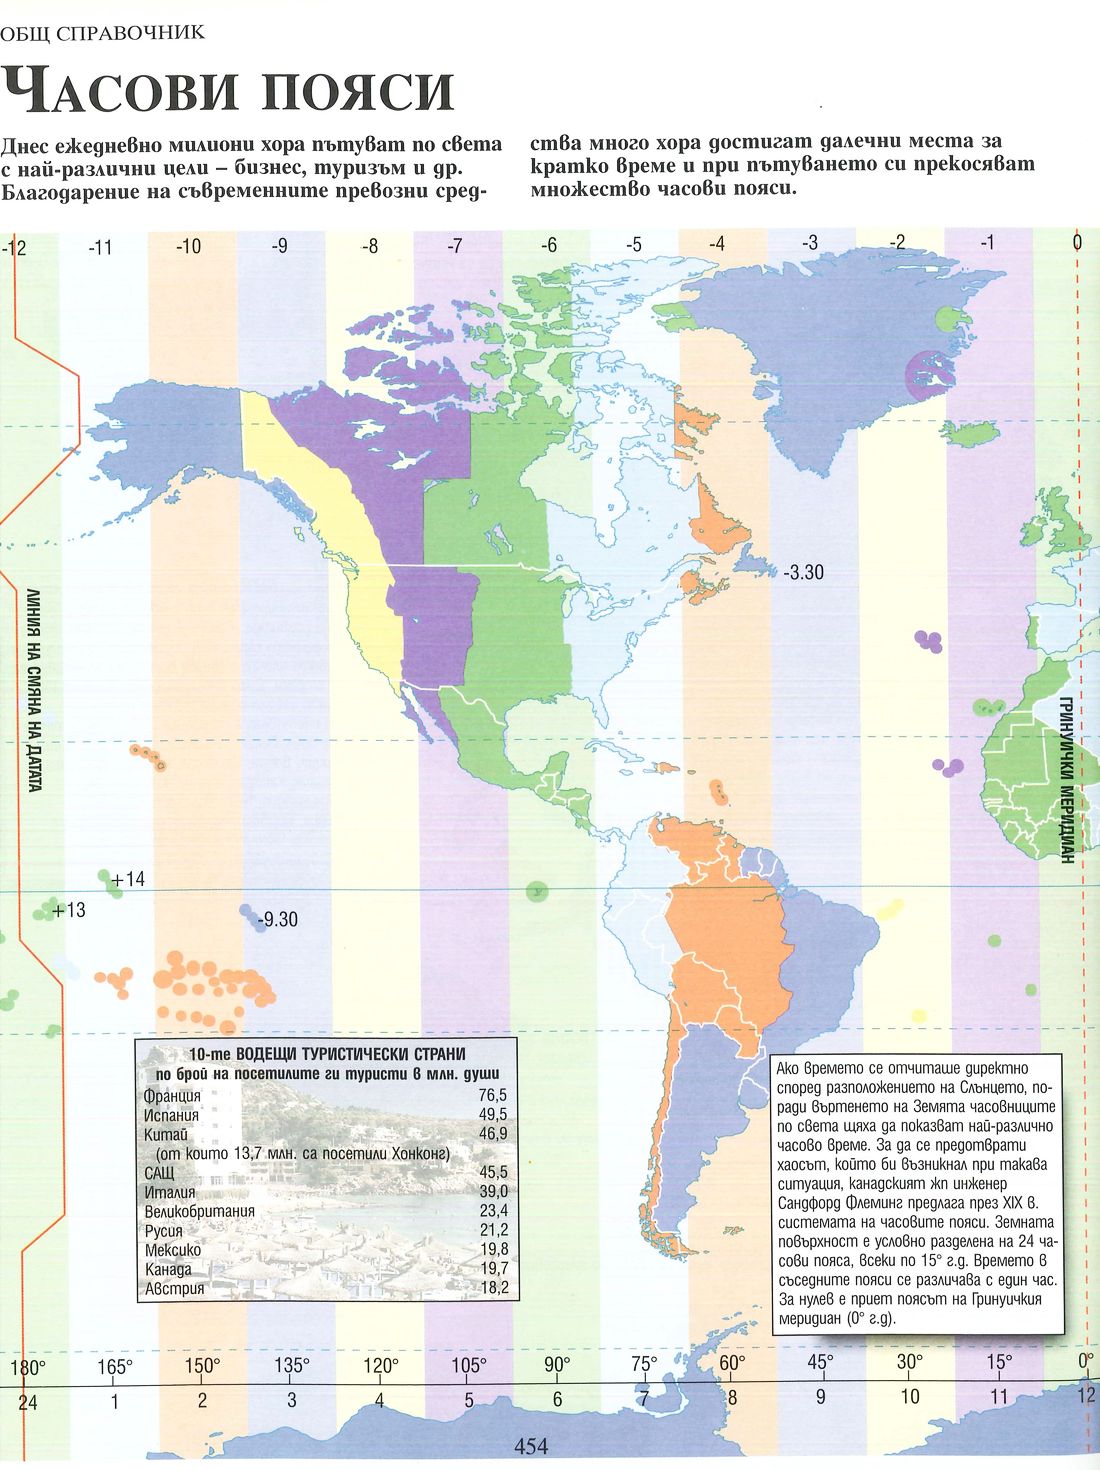 ОБЩ СПРАВОЧНИК
ЧАСОВИ ПОЯСИ
Днес ежедневно милиони хора пътуват по света
с най-различни цели – бизнес, туризъм и др.
Благодарение на съвременните превозни сред-
ства много хора достигат далечни места за
кратко време и при пътуването си прекосяват
множество часови пояси.
-12 -11 -10 -9 -8 -7 -6 -5 -4 -3 -2 -1 0
-3.30
ЛИНИЯ НА СМЯНА НА ДАТАТА
ГРИНУИЧКИ МЕРИДИАН
+14
+13
-9.30
10-те ВОДЕЩИ ТУРИСТИЧЕСКИ СТРАНИ
по брой на посетилите ги туристи в млн. души
Франция 76,5
Испания 49,5
Китай 46,9
(от които 13,7 млн. са посетили Хонконг)
САЩ 45,5
Италия 39,0
Великобритания 23,4
Русия 21,2
Мексико 19,8
Канада 19,7
Австрия 18,2
Ако времето се отчиташе директно
според разположението на Слънцето, по-
ради въртенето на Земята часовниците
по света щяха да показват най-различно
часово време. За да се предотврати
хаосът, който би възникнал при такава
ситуация, канадският жп инженер
Сандфорд Флеминг предлага през XIX в.
системата на часовите пояси. Земната
повърхност е условно разделена на 24 ча-
сови пояса, всеки по 15° г.д. Времето в
съседните пояси се различава с един час.
За нулев е приет поясът на Гринуичкия
меридиан (0° г.д).
180° 165° 150° 135° 120° 105° 90° 75° 60° 45° 30° 15° 0°
24 1 2 3 4 5 6 7 8 9 10 11 12
454